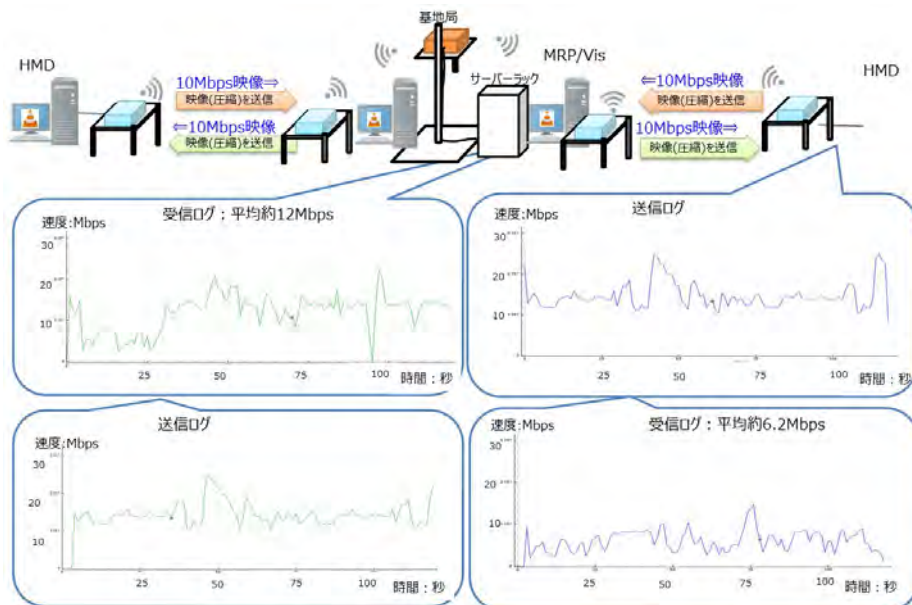 基地局
HMD
MRP/Vis
HMD
サーバーラック
10Mbps映像⇒
映像(圧縮)を送信
⇐10Mbps映像
映像(圧縮)を送信
⇐10Mbps映像
映像(圧縮)を送信
10Mbps映像⇒
映像(圧縮)を送信
受信ログ：平均約12Mbps
速度:Mbps
30
20
10
25
50
75
100
時間：秒
送信ログ
速度:Mbps
30
20
10
25
50
75
100
時間：秒
送信ログ
速度:Mbps
30
20
10
25
50
75
100
時間：秒
受信ログ：平均約6.2Mbps
速度:Mbps
30
20
10
25
50
75
100
時間：秒